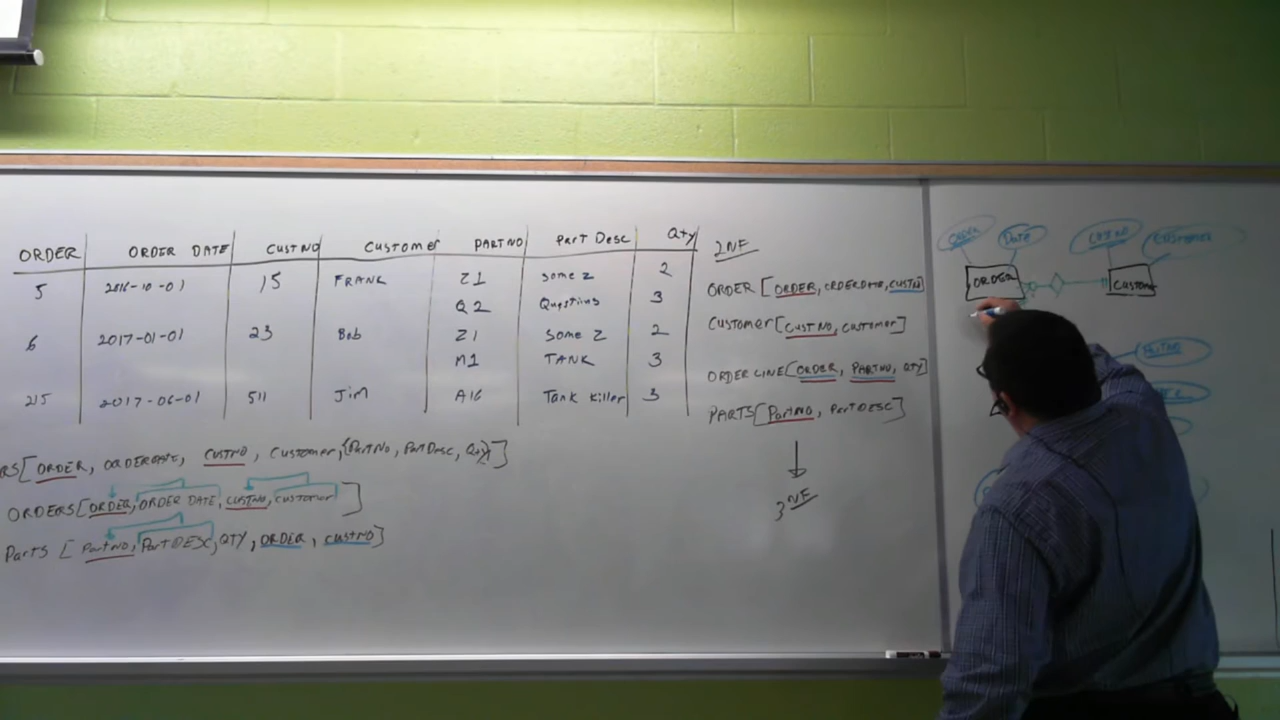 ORDER ORDER DATE CUSTNO Customer PARTNO Part Desc Qty
5 2016-10-01 15 FRANK Z1 some z 2
Q2 Questions 3
6 2017-01-01 23 Bob Z1 Some Z 2
M1 TANK 3
215 2017-06-01 511 Jim A16 Tank Killer 3
RS[ORDER, ORDERDATE, CUSTNO, Customer,{PartNo, PartDesc, Qty}]
ORDERS[ORDER, ORDER DATE, CUSTNO, Customer]
Parts [PartNO, PartDESC, QTY, ORDER, CUSTNO]
2NF
ORDER[ORDER, ORDERDATE, CUSTN]
Customer[CUSTNO, CUSTOMER]
ORDER LINE(ORDER, PARTNO, QTY]
PARTS[PartNO, PartDESC]
3NF
ORDER DATE CUSTNO Customer
ORDER Customer
PARTNO